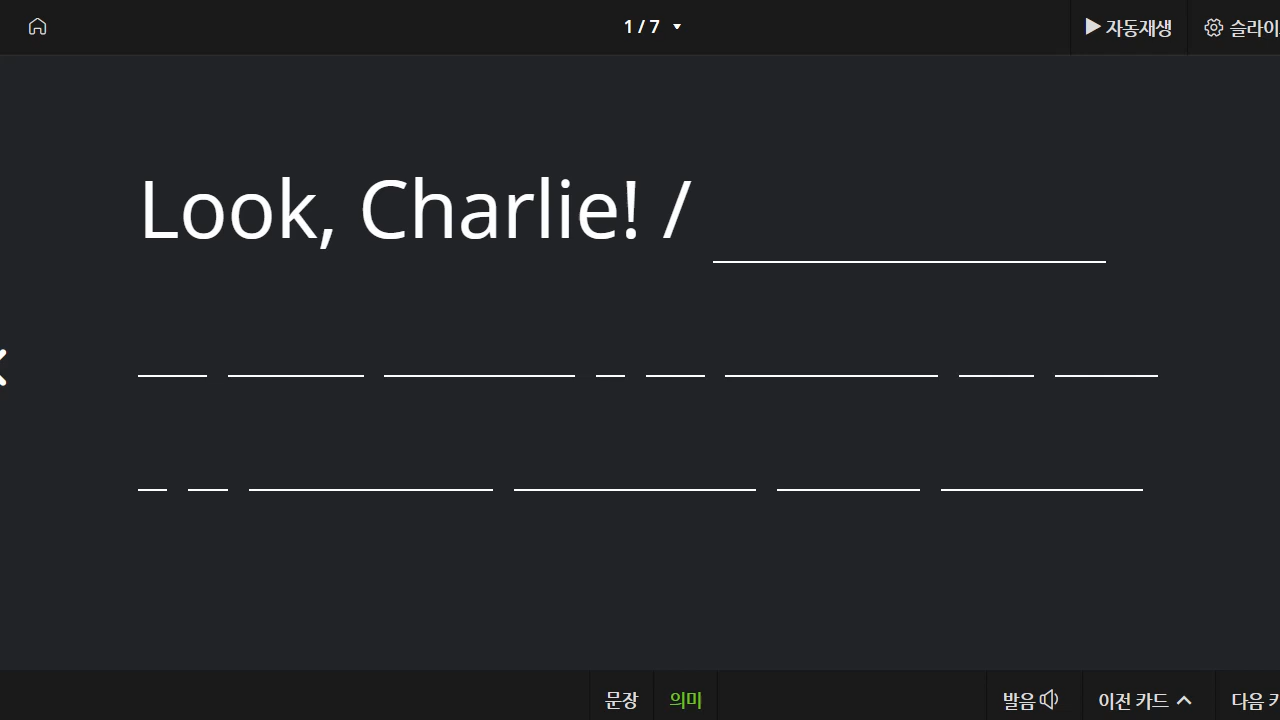 1 / 7
자동재생
슬라이
Look, Charlie! /
문장
의미
발음
이전 카드
다음